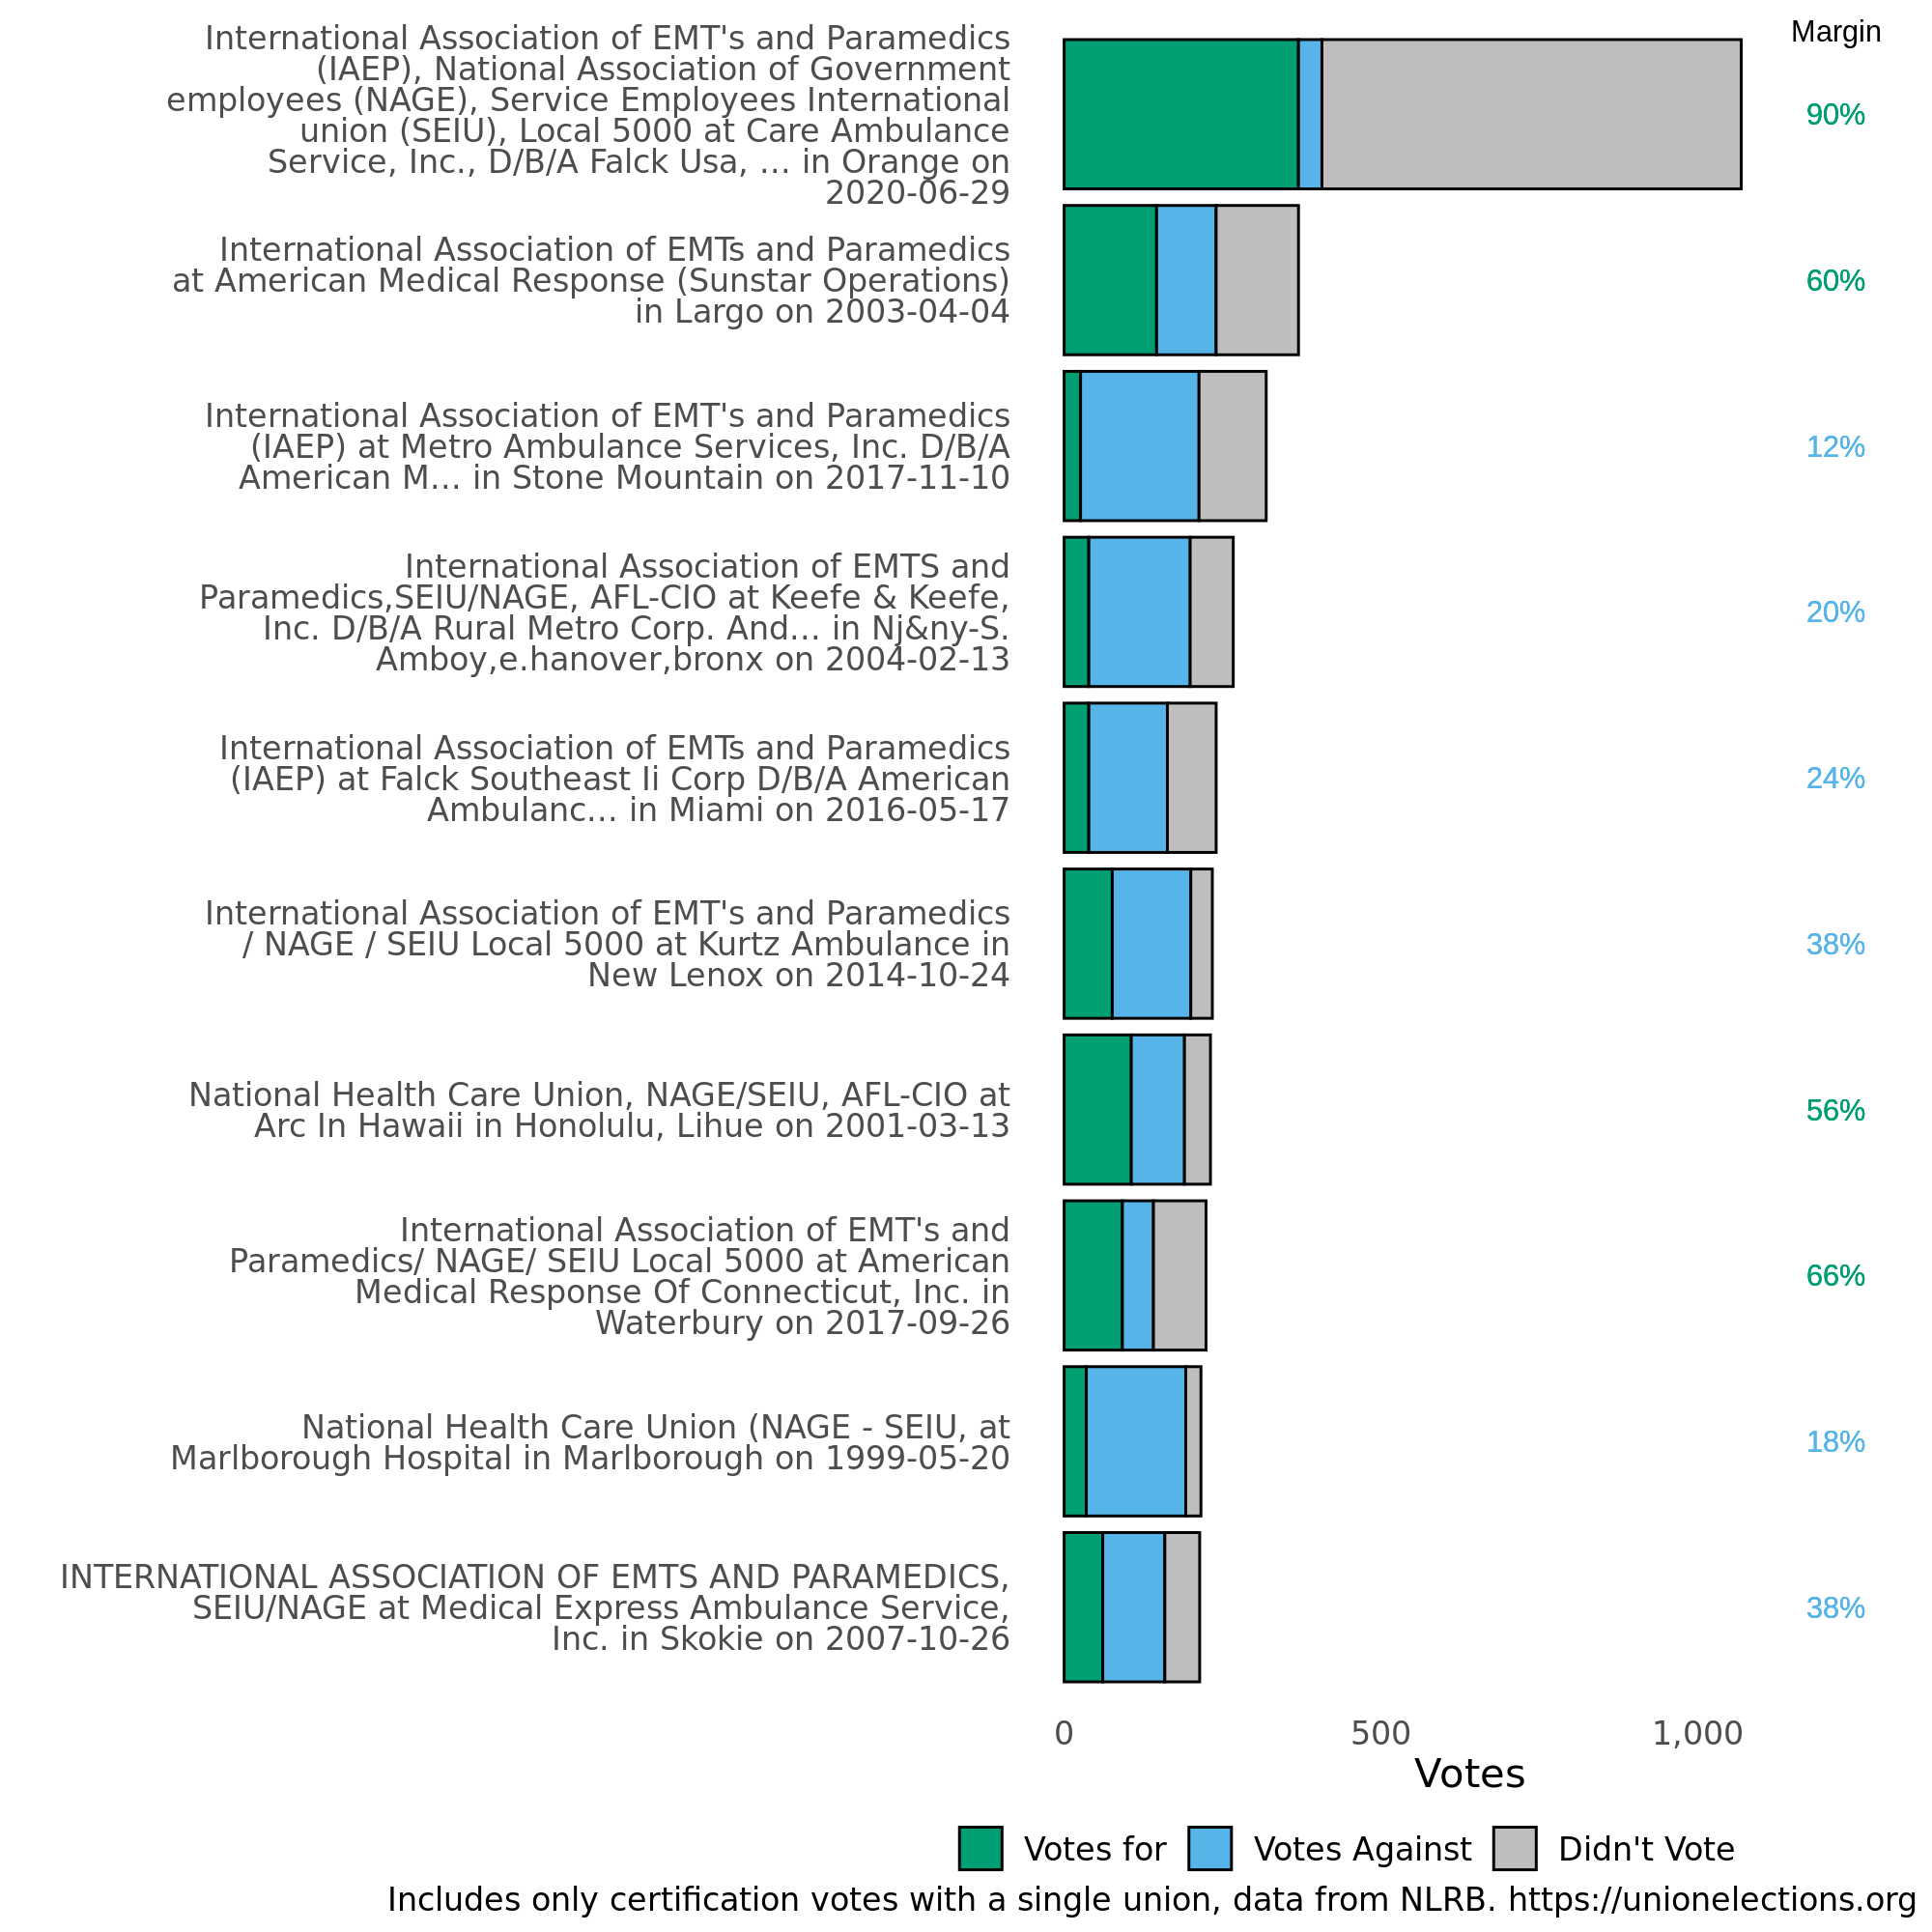 Margin
International Association of EMT's and Paramedics
(IAEP), National Association of Government
employees (NAGE), Service Employees International
union (SEIU), Local 5000 at Care Ambulance
Service, Inc., D/B/A Falck Usa, ... in Orange on
2020-06-29
90%
International Association of EMTs and Paramedics
at American Medical Response (Sunstar Operations)
in Largo on 2003-04-04
60%
International Association of EMT's and Paramedics
(IAEP) at Metro Ambulance Services, Inc. D/B/A
American M... in Stone Mountain on 2017-11-10
12%
International Association of EMTS and
Paramedics,SEIU/NAGE, AFL-CIO at Keefe & Keefe,
Inc. D/B/A Rural Metro Corp. And... in Nj&ny-S.
Amboy,e.hanover,bronx on 2004-02-13
20%
International Association of EMTs and Paramedics
(IAEP) at Falck Southeast Ii Corp D/B/A American
Ambulanc... in Miami on 2016-05-17
24%
International Association of EMT's and Paramedics
/ NAGE / SEIU Local 5000 at Kurtz Ambulance in
New Lenox on 2014-10-24
38%
National Health Care Union, NAGE/SEIU, AFL-CIO at
Arc In Hawaii in Honolulu, Lihue on 2001-03-13
56%
International Association of EMT's and
Paramedics/ NAGE/ SEIU Local 5000 at American
Medical Response Of Connecticut, Inc. in
Waterbury on 2017-09-26
66%
National Health Care Union (NAGE - SEIU, at
Marlborough Hospital in Marlborough on 1999-05-20
18%
INTERNATIONAL ASSOCIATION OF EMTS AND PARAMEDICS,
SEIU/NAGE at Medical Express Ambulance Service,
Inc. in Skokie on 2007-10-26
38%
0 500 1,000
Votes
Votes for Votes Against Didn't Vote
Includes only certification votes with a single union, data from NLRB. https://unionelections.org